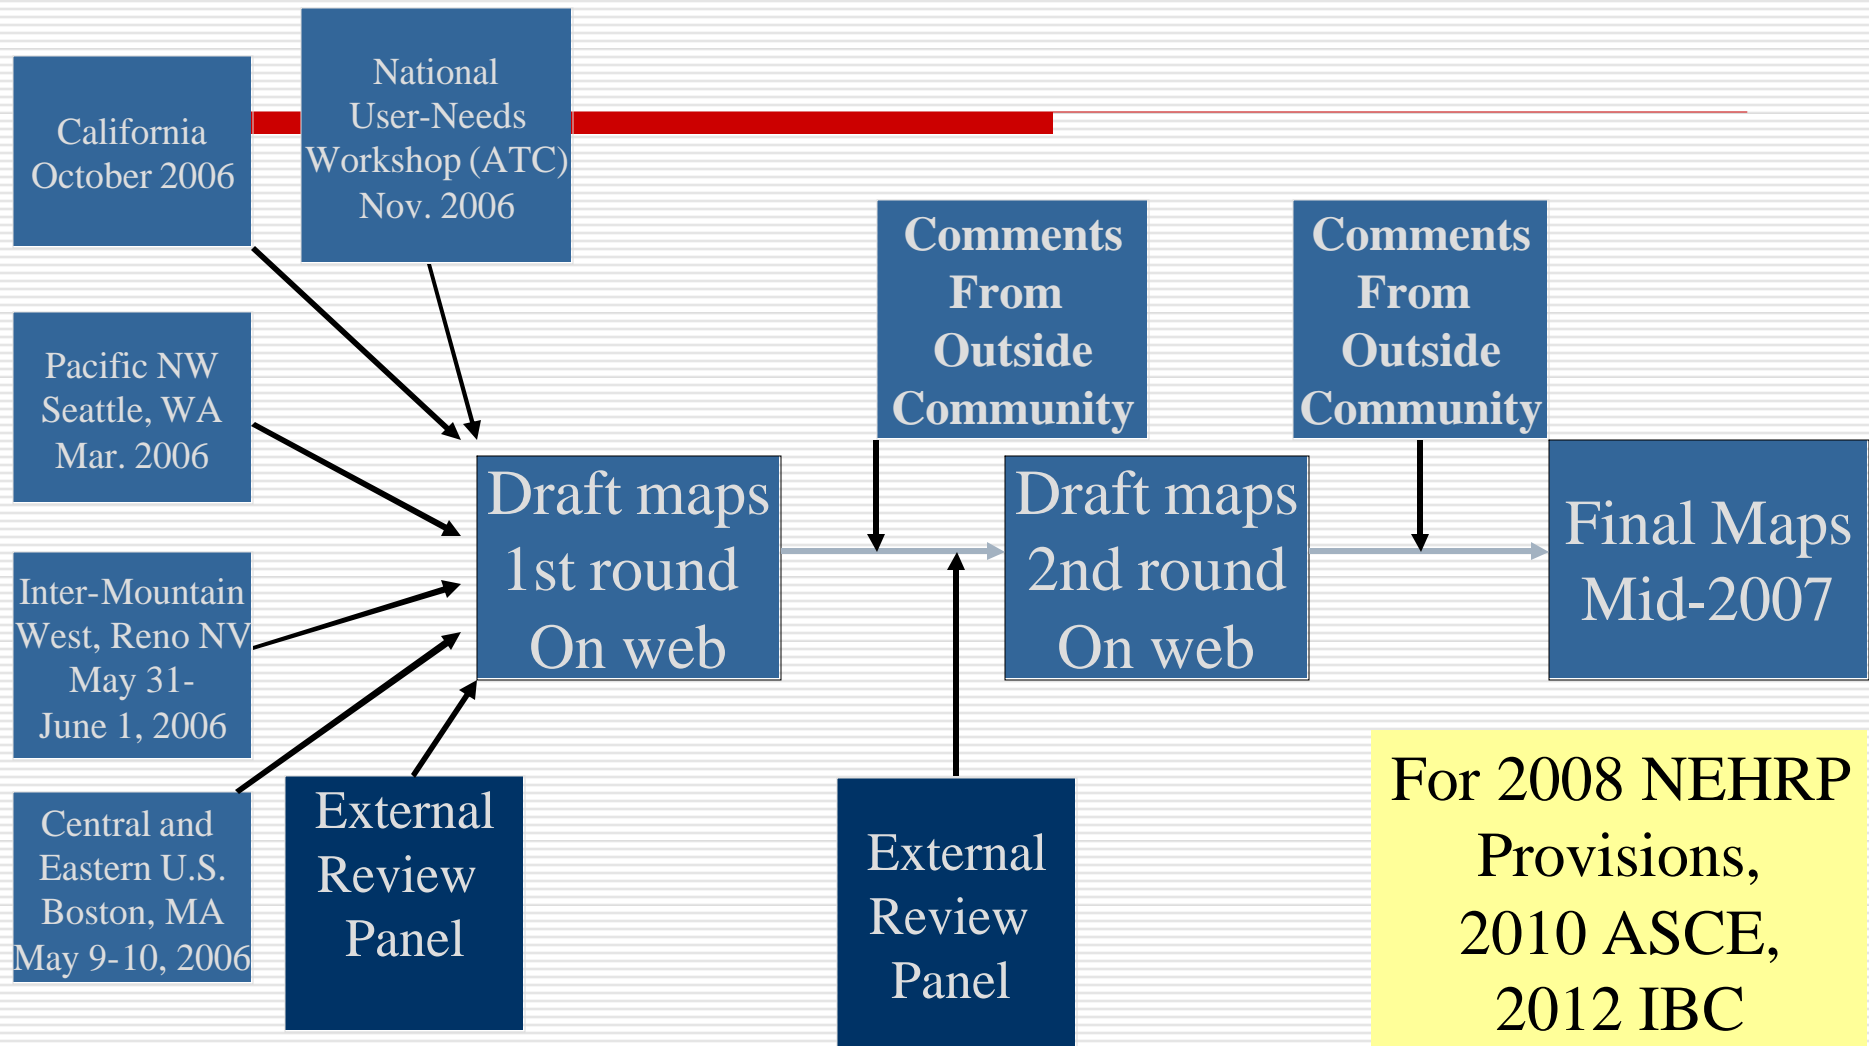 California
October 2006
National
User-Needs
Workshop (ATC)
Nov. 2006
Pacific NW
Seattle, WA
Mar. 2006
Inter-Mountain
West, Reno NV
May 31-
June 1, 2006
Central and
Eastern U.S.
Boston, MA
May 9-10, 2006
External
Review
Panel
Draft maps
1st round
On web
Comments
From
Outside
Community
External
Review
Panel
Draft maps
2nd round
On web
Comments
From
Outside
Community
Final Maps
Mid-2007
For 2008 NEHRP
Provisions,
2010 ASCE,
2012 IBC